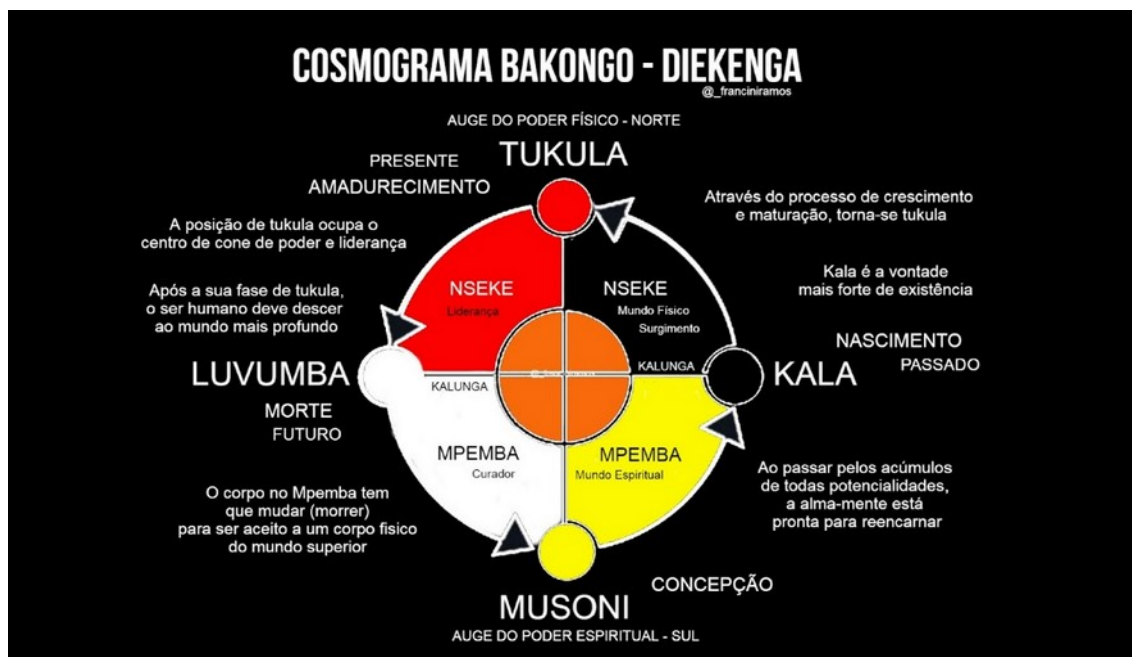 COSMOGRAMA BAKONGO - DIEKENGA
@_franciniramos
AUGE DO PODER FÍSICO - NORTE
TUKULA
PRESENTE
AMADURECIMENTO
A posição de tukula ocupa o
centro de cone de poder e liderança
Através do processo de crescimento
e maturação, torna-se tukula
Após a sua fase de tukula,
o ser humano deve descer
ao mundo mais profundo
NSEKE
Liderança
NSEKE
Mundo Físico
Surgimento
Kala é a vontade
mais forte de existência
NASCIMENTO
PASSADO
LUVUMBA
KALUNGA
KALUNGA
KALA
MORTE
FUTURO
MPEMBA
Curador
MPEMBA
Mundo Espiritual
O corpo no Mpemba tem
que mudar (morrer)
para ser aceito a um corpo físico
do mundo superior
Ao passar pelos acúmulos
de todas potencialidades,
a alma-mente está
pronta para reencarnar
CONCEPÇÃO
MUSONI
AUGE DO PODER ESPIRITUAL - SUL